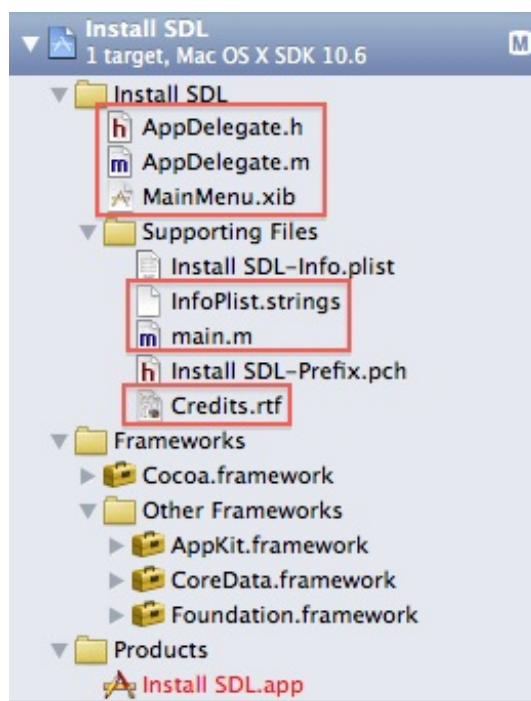 Install SDL
1 target, Mac OS X SDK 10.6
M
Install SDL
h AppDelegate.h
m AppDelegate.m
MainMenu.xib
Supporting Files
Install SDL-Info.plist
InfoPlist.strings
m main.m
h Install SDL-Prefix.pch
Credits.rtf
Frameworks
Cocoa.framework
Other Frameworks
AppKit.framework
CoreData.framework
Foundation.framework
Products
Install SDL.app